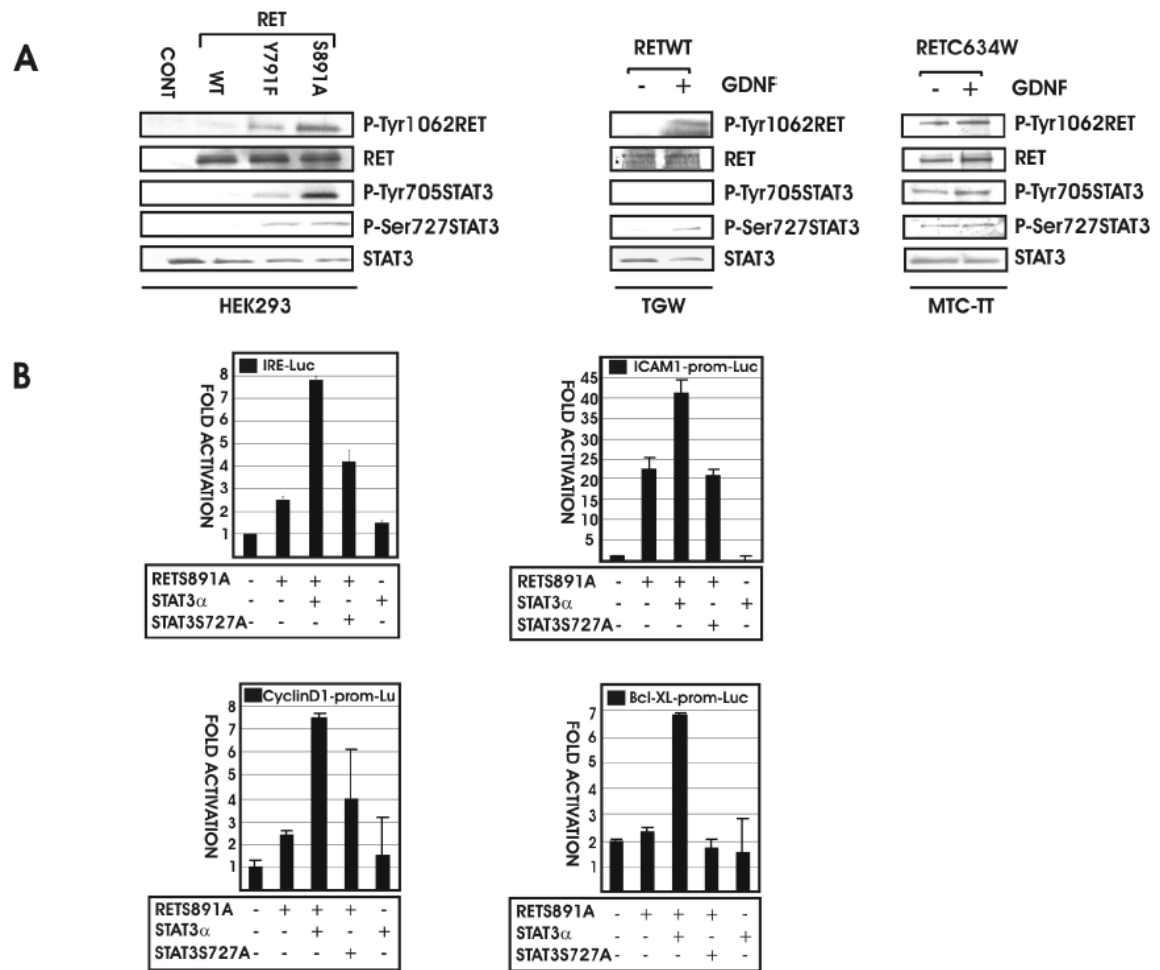 A
RET
CONT
WT
Y791F
S891A
P-Tyr1062RET
RET
P-Tyr705STAT3
P-Ser727STAT3
STAT3
HEK293
RETWT
- + GDNF
P-Tyr1062RET
RET
P-Tyr705STAT3
P-Ser727STAT3
STAT3
TGW
RETC634W
- + GDNF
P-Tyr1062RET
RET
P-Tyr705STAT3
P-Ser727STAT3
STAT3
MTC-TT
B
IRE-Luc
FOLD ACTIVATION
8
7
6
5
4
3
2
1
RETS891A - + + + -
STAT3α - - + - +
STAT3S727A- - - + -
ICAM1-prom-Luc
FOLD ACTIVATION
45
40
35
30
25
20
15
10
5
RETS891A - + + + -
STAT3α - - + - +
STAT3S727A - - - + -
CyclinD1-prom-Lu
FOLD ACTIVATION
8
7
6
5
4
3
2
1
RETS891A - + + + -
STAT3α - - + - +
STAT3S727A - - - + -
Bcl-XL-prom-Luc
FOLD ACTIVATION
7
6
5
4
3
2
1
RETS891A - + + + -
STAT3α - - + - +
STAT3S727A - - - + -